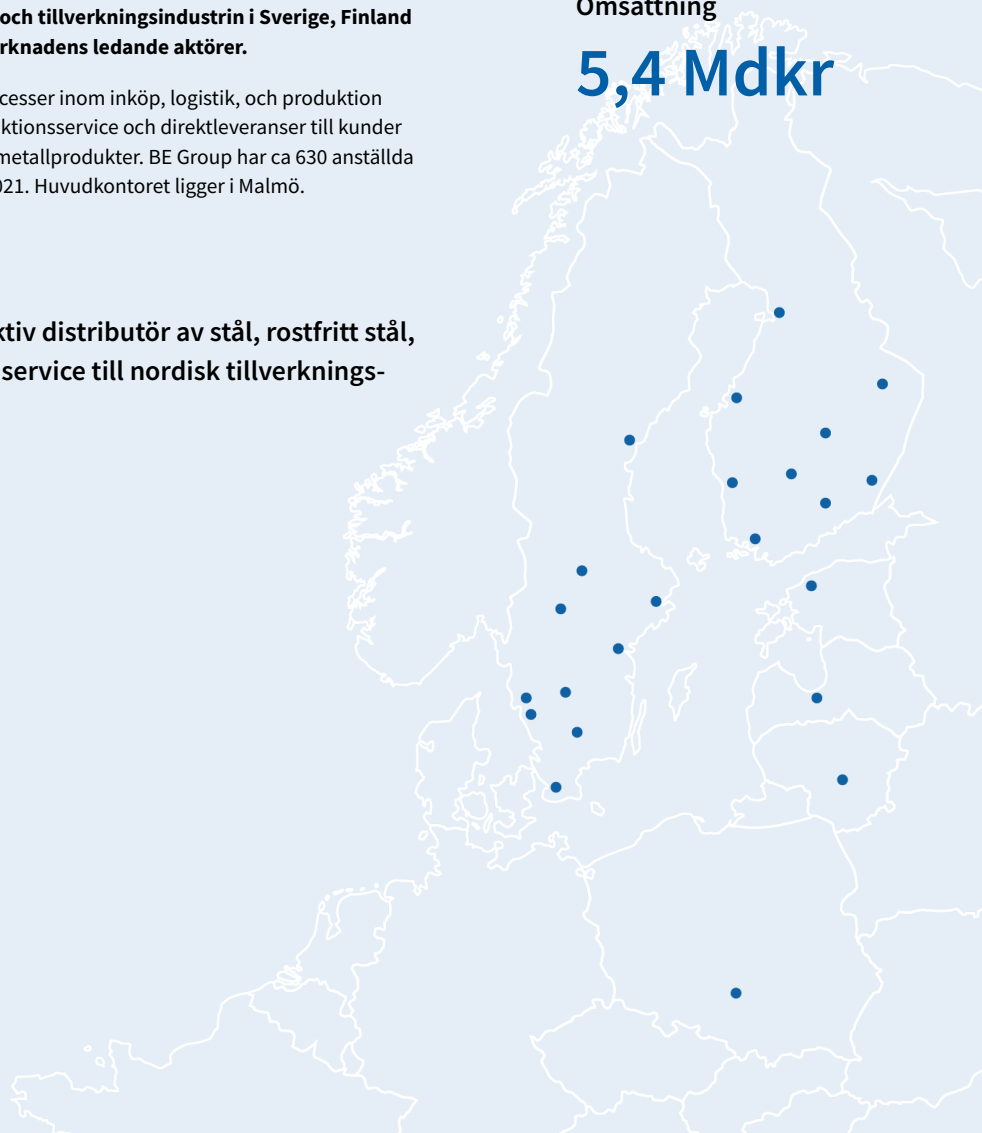 och tillverkningsindustrin i Sverige, Finland
rknadens ledande aktörer.
cesser inom inköp, logistik, och produktion
ktionsservice och direktleveranser till kunder
metallprodukter. BE Group har ca 630 anställda
021. Huvudkontoret ligger i Malmö.
ktiv distributör av stål, rostfritt stål,
service till nordisk tillverknings-
Omsättning
5,4 Mdkr